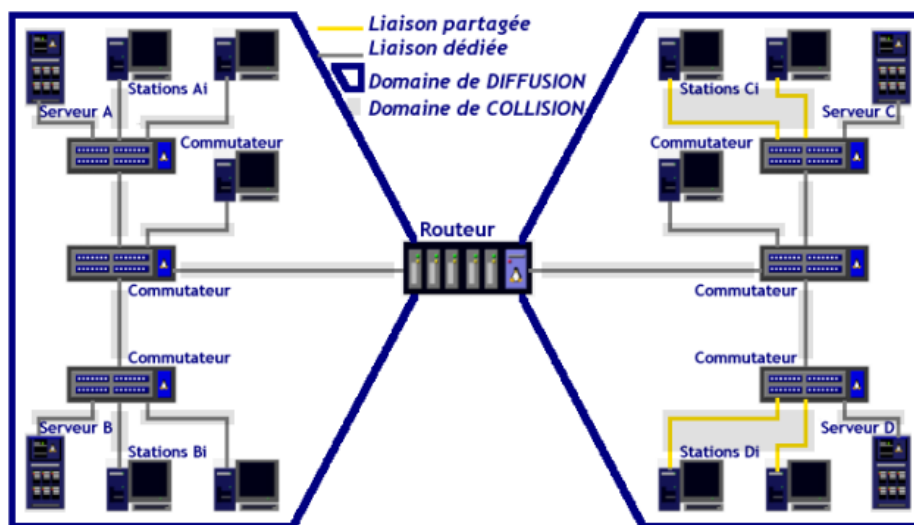 Liaison partagée
Liaison dédiée
Domaine de DIFFUSION
Domaine de COLLISION
Serveur A
Stations Ai
Commutateur
Commutateur
Commutateur
Serveur B
Stations Bi
Routeur
Stations Ci
Serveur C
Commutateur
Commutateur
Commutateur
Stations Di
Serveur D